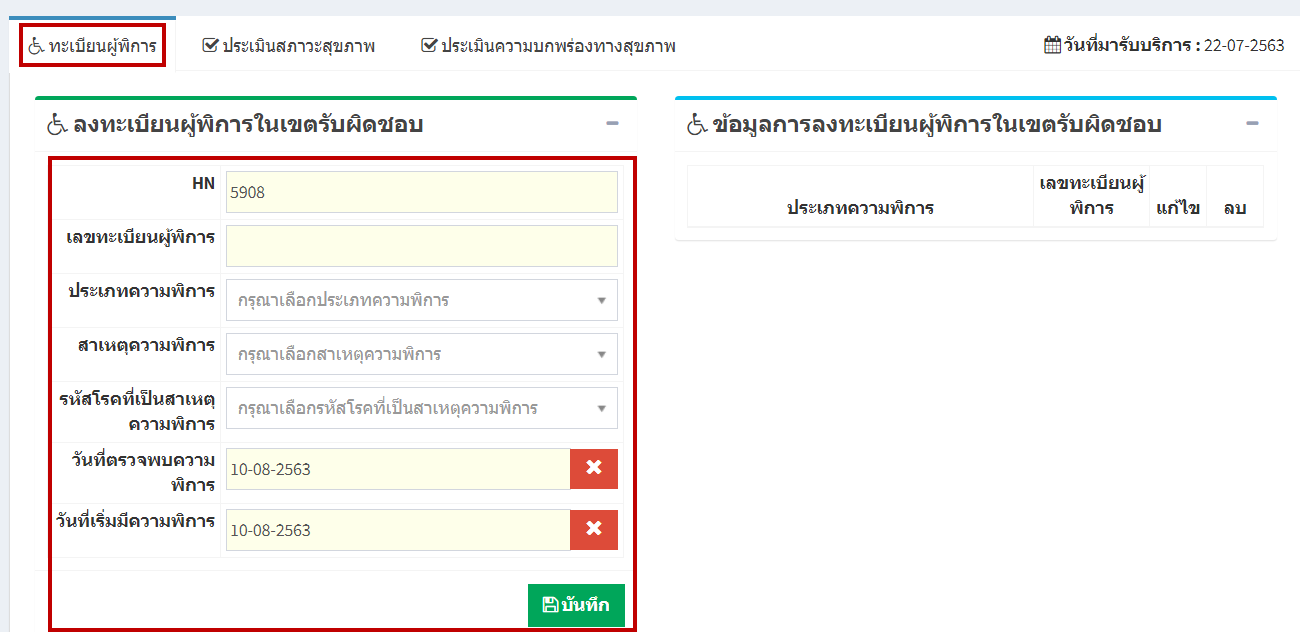 ทะเบียนผู้พิการ ประเมินสภาวะสุขภาพ ประเมินความบกพร่องทางสุขภาพ วันที่มารับบริการ : 22-07-2563
ลงทะเบียนผู้พิการในเขตรับผิดชอบ
HN 5908
เลขทะเบียนผู้พิการ
ประเภทความพิการ กรุณาเลือกประเภทความพิการ
สาเหตุความพิการ กรุณาเลือกสาเหตุความพิการ
รหัสโรคที่เป็นสาเหตุ
ความพิการ
กรุณาเลือกรหัสโรคที่เป็นสาเหตุความพิการ
วันที่ตรวจพบความ
พิการ
10-08-2563
วันที่เริ่มมีความพิการ 10-08-2563
บันทึก
ข้อมูลการลงทะเบียนผู้พิการในเขตรับผิดชอบ
ประเภทความพิการ
เลขทะเบียนผู้
พิการ
แก้ไข
ลบ